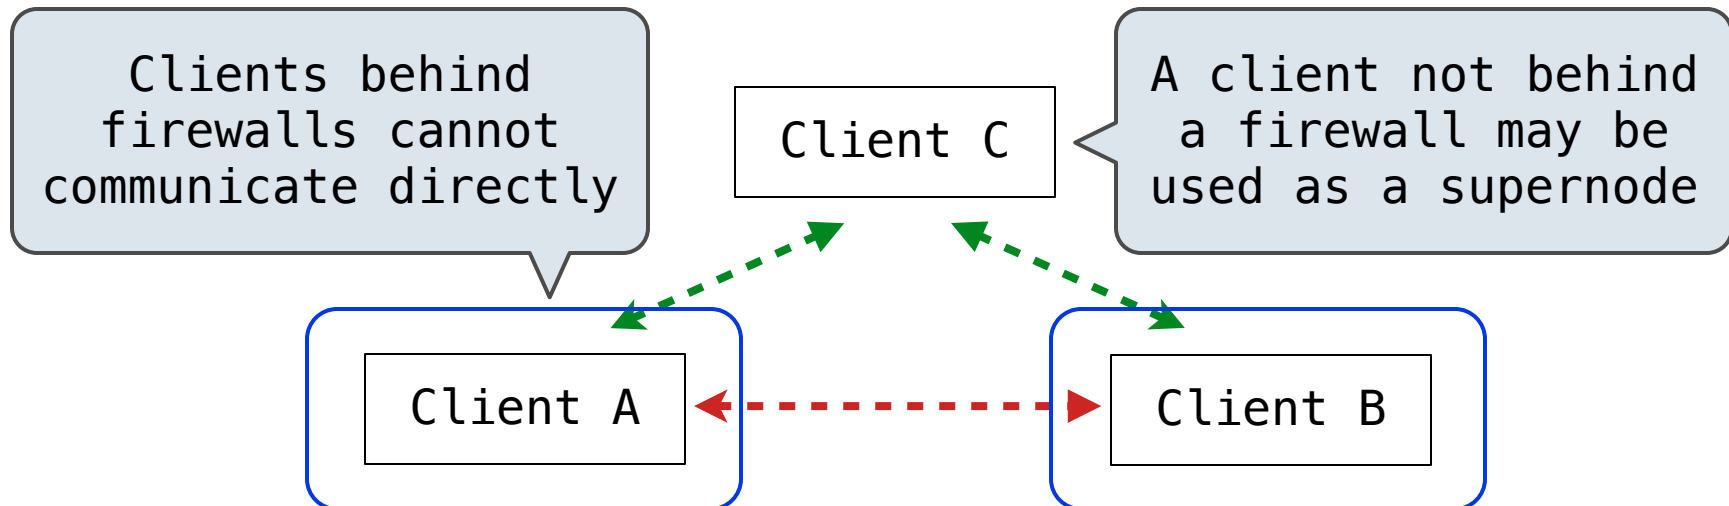 Clients behind
firewalls cannot
communicate directly
Client C
A client not behind
a firewall may be
used as a supernode
Client A
Client B